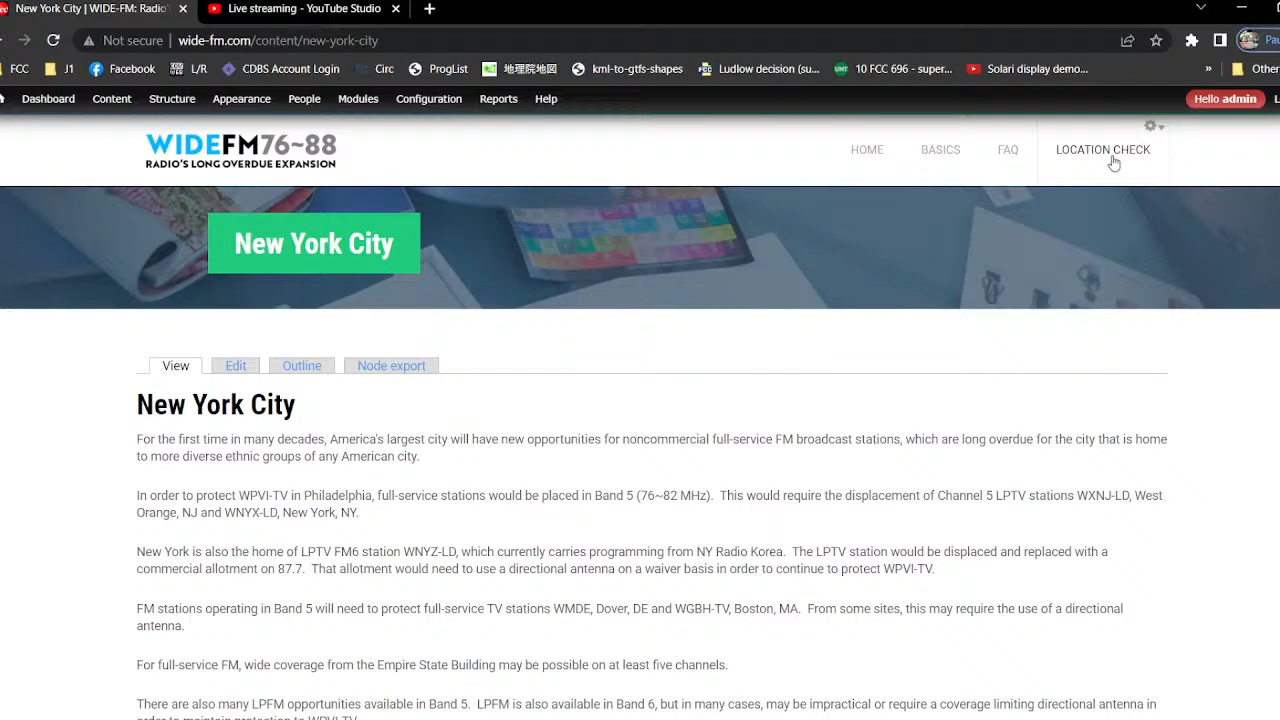 New York City | WIDE-FM: Radio's
Live streaming - YouTube Studio
Not secure | wide-fm.com/content/new-york-city
FCC J1 Facebook L/R CDBS Account Login Circ ProgList 地理院地図 kml-to-gtfs-shapes Ludlow decision (su... 10 FCC 696 - super... Solari display demo... » Other
Dashboard Content Structure Appearance People Modules Configuration Reports Help Hello admin
WIDEFM76~88
RADIO'S LONG OVERDUE EXPANSION
HOME BASICS FAQ LOCATION CHECK
New York City
View Edit Outline Node export
New York City
For the first time in many decades, America's largest city will have new opportunities for noncommercial full-service FM broadcast stations, which are long overdue for the city that is home
to more diverse ethnic groups of any American city.
In order to protect WPVI-TV in Philadelphia, full-service stations would be placed in Band 5 (76~82 MHz). This would require the displacement of Channel 5 LPTV stations WXNJ-LD, West
Orange, NJ and WNYX-LD, New York, NY.
New York is also the home of LPTV FM6 station WNYZ-LD, which currently carries programming from NY Radio Korea. The LPTV station would be displaced and replaced with a
commercial allotment on 87.7. That allotment would need to use a directional antenna on a waiver basis in order to continue to protect WPVI-TV.
FM stations operating in Band 5 will need to protect full-service TV stations WMDE, Dover, DE and WGBH-TV, Boston, MA. From some sites, this may require the use of a directional
antenna.
For full-service FM, wide coverage from the Empire State Building may be possible on at least five channels.
There are also many LPFM opportunities available in Band 5. LPFM is also available in Band 6, but in many cases, may be impractical or require a coverage limiting directional antenna in
order to maintain protection to WPVI-TV.